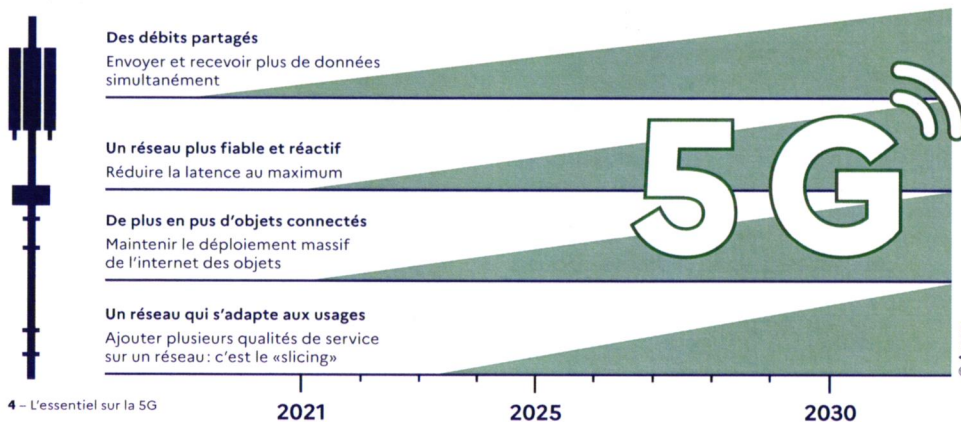 Des débits partagés
Envoyer et recevoir plus de données
simultanément
Un réseau plus fiable et réactif
Réduire la latence au maximum
De plus en pus d'objets connectés
Maintenir le déploiement massif
de l'internet des objets
Un réseau qui s'adapte aux usages
Ajouter plusieurs qualités de service
sur un réseau : c'est le «slicing»
5G
2021
2025
2030
4 – L'essentiel sur la 5G